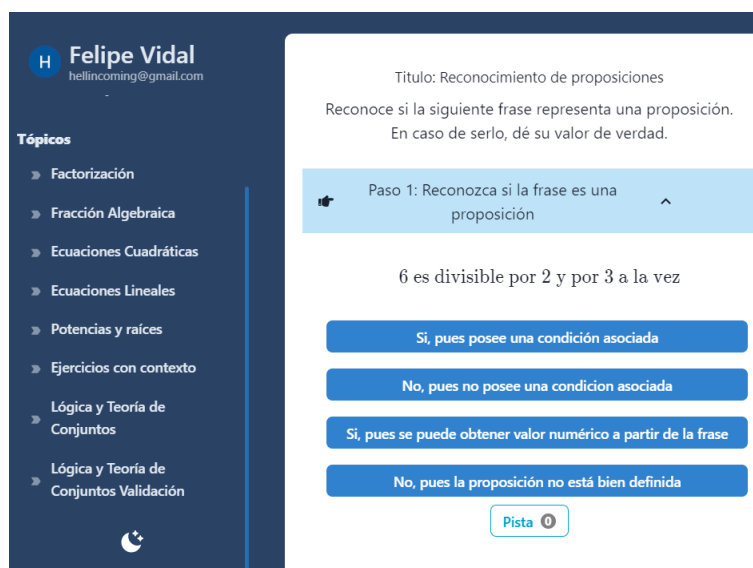 H
Felipe Vidal
hellincoming@gmail.com
-
Tópicos
Factorización
Fracción Algebraica
Ecuaciones Cuadráticas
Ecuaciones Lineales
Potencias y raíces
Ejercicios con contexto
Lógica y Teoría de
Conjuntos
Lógica y Teoría de
Conjuntos Validación
Titulo: Reconocimiento de proposiciones
Reconoce si la siguiente frase representa una proposición.
En caso de serlo, dé su valor de verdad.
Paso 1: Reconozca si la frase es una
proposición
6 es divisible por 2 y por 3 a la vez
Si, pues posee una condición asociada
No, pues no posee una condicion asociada
Si, pues se puede obtener valor numérico a partir de la frase
No, pues la proposición no está bien definida
Pista 0